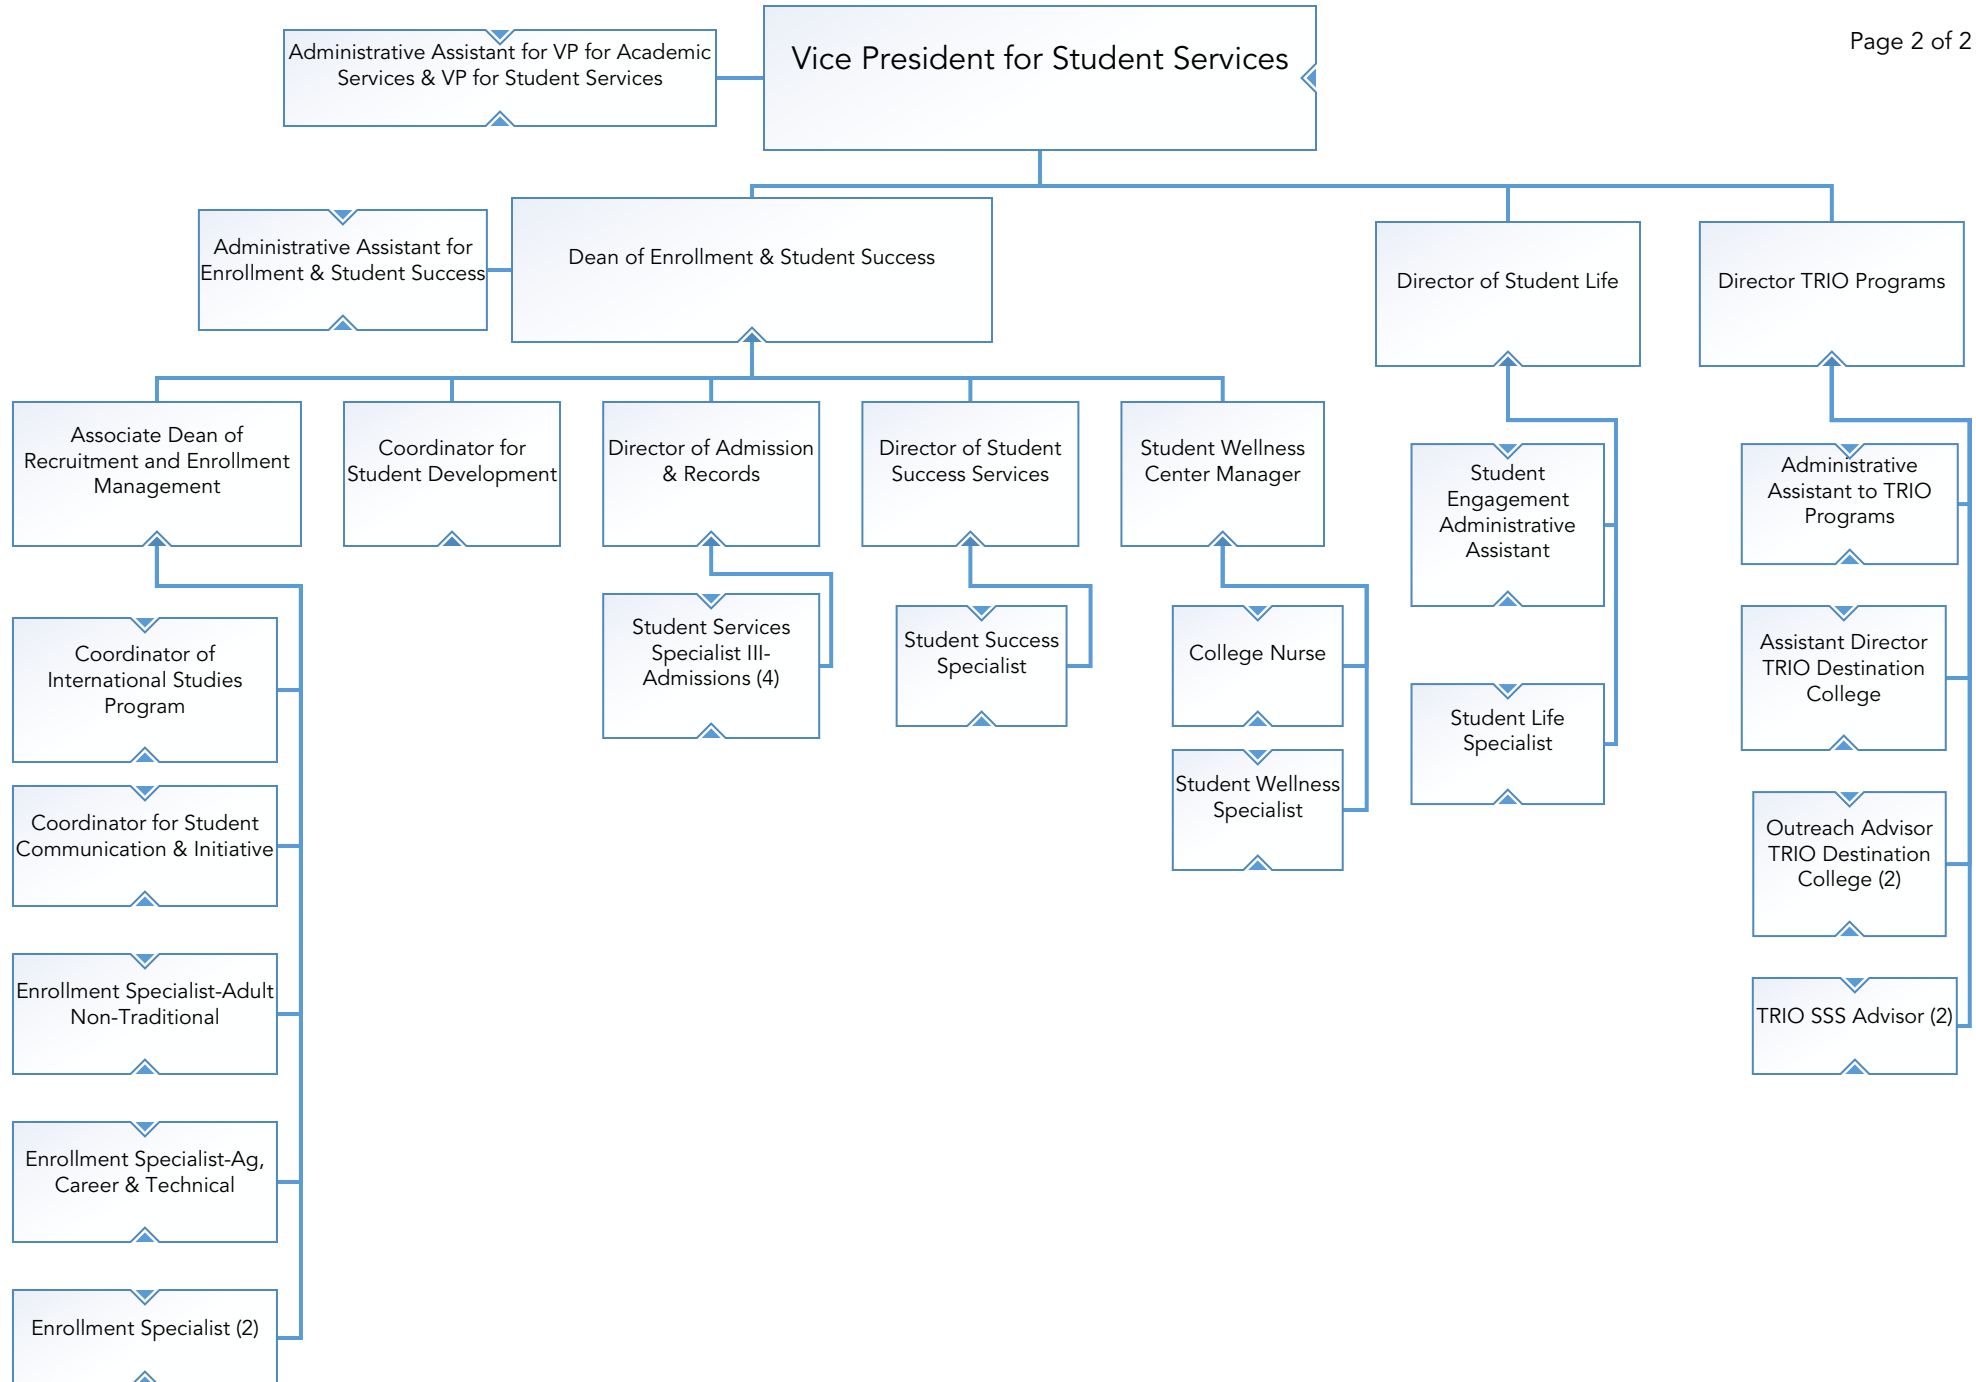 Page 2 of 2
Administrative Assistant for VP for Academic
Services & VP for Student Services
Vice President for Student Services
Administrative Assistant for
Enrollment & Student Success
Dean of Enrollment & Student Success
Director of Student Life
Director TRIO Programs
Associate Dean of
Recruitment and Enrollment
Management
Coordinator for
Student Development
Director of Admission
& Records
Director of Student
Success Services
Student Wellness
Center Manager
Student
Engagement
Administrative
Assistant
Administrative
Assistant to TRIO
Programs
Coordinator of
International Studies
Program
Student Services
Specialist III-
Admissions (4)
Student Success
Specialist
College Nurse
Student Life
Specialist
Assistant Director
TRIO Destination
College
Coordinator for Student
Communication & Initiative
Student Wellness
Specialist
Outreach Advisor
TRIO Destination
College (2)
Enrollment Specialist-Adult
Non-Traditional
TRIO SSS Advisor (2)
Enrollment Specialist-Ag,
Career & Technical
Enrollment Specialist (2)